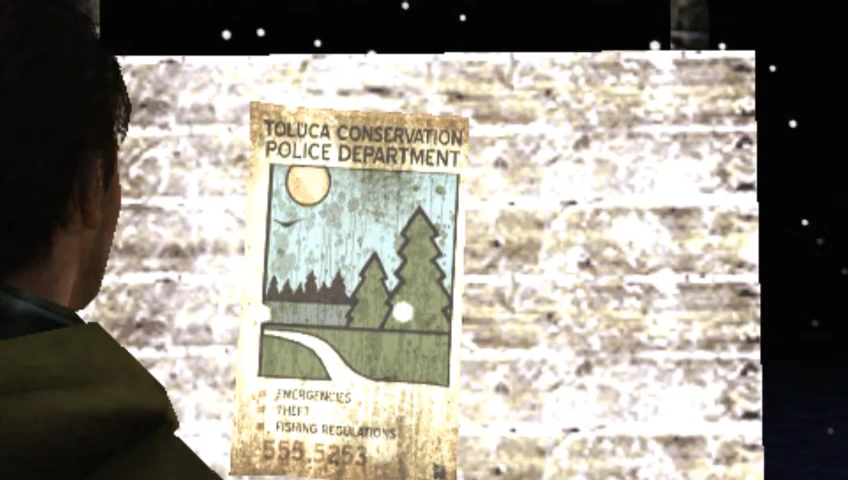 TOLUCA CONSERVATION
POLICE DEPARTMENT
EMERGENCIES
THEFT
FISHING REGULATIONS
555.5253